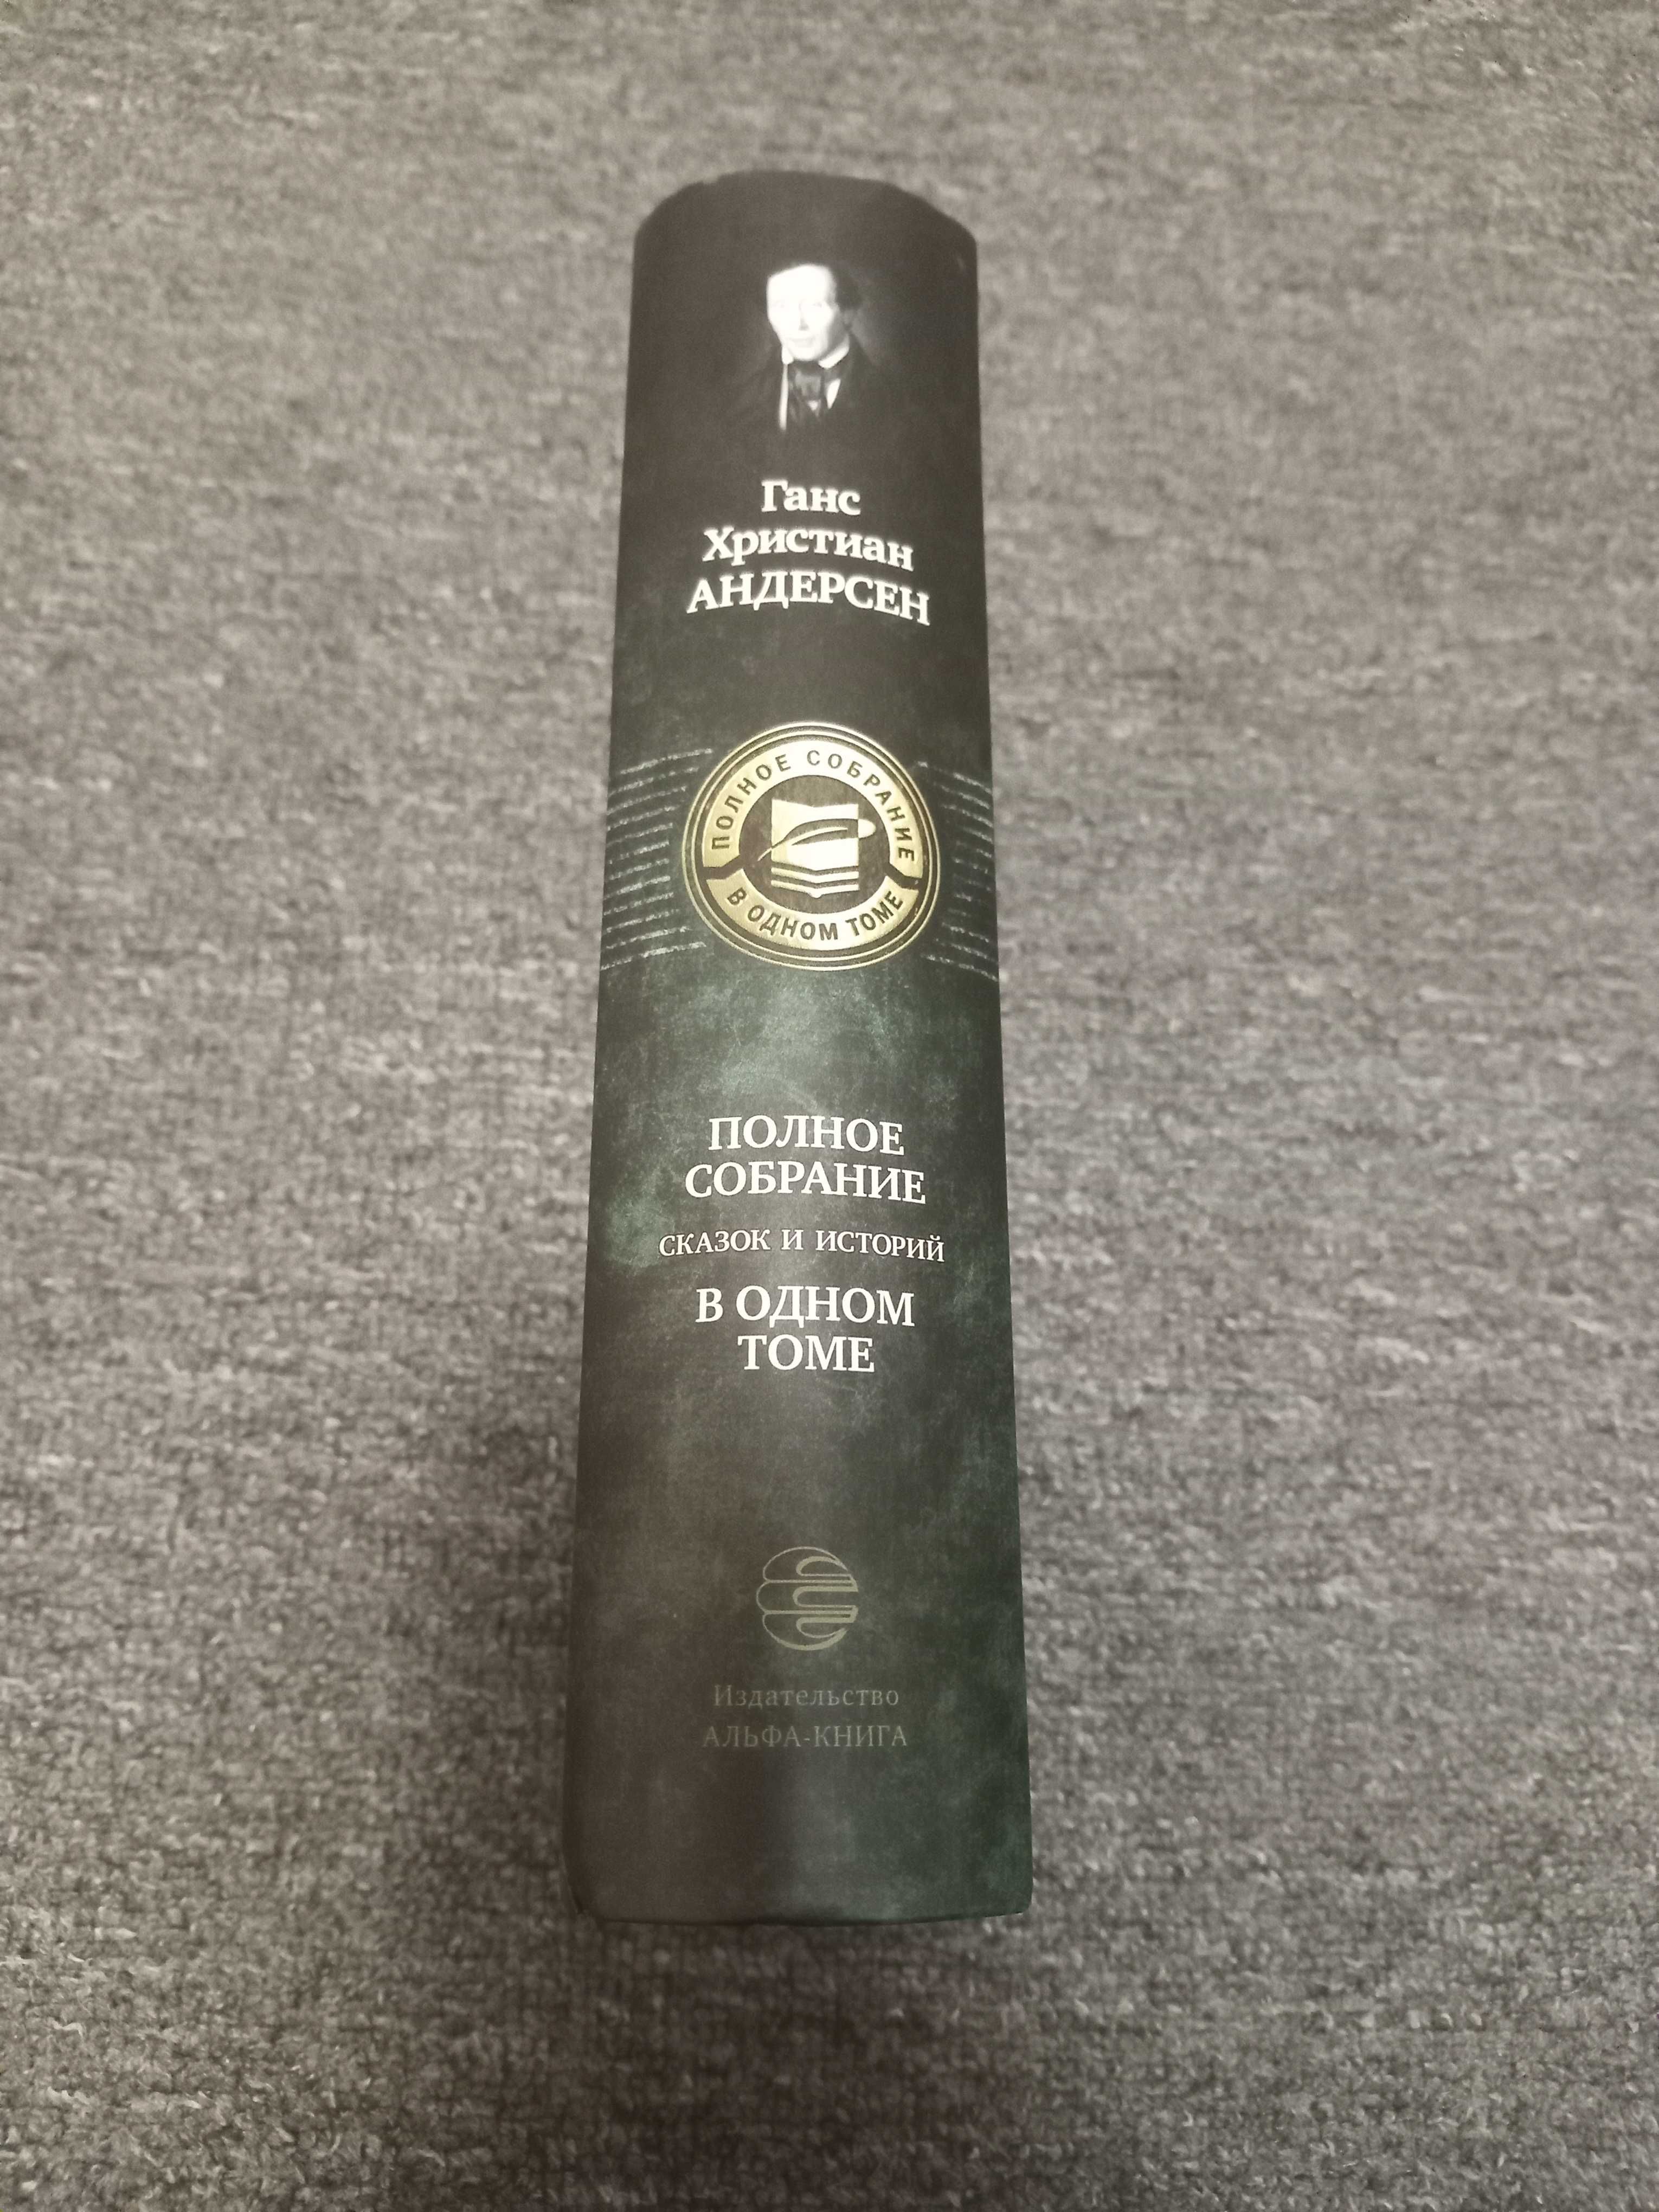 Ганс
Христиан
АНДЕРСЕН
ПОЛНОЕ СОБРАНИЕ
В ОДНОМ ТОМЕ
ПОЛНОЕ
СОБРАНИЕ
СКАЗОК И ИСТОРИЙ
В ОДНОМ
ТОМЕ
Издательство
АЛЬФА-КНИГА